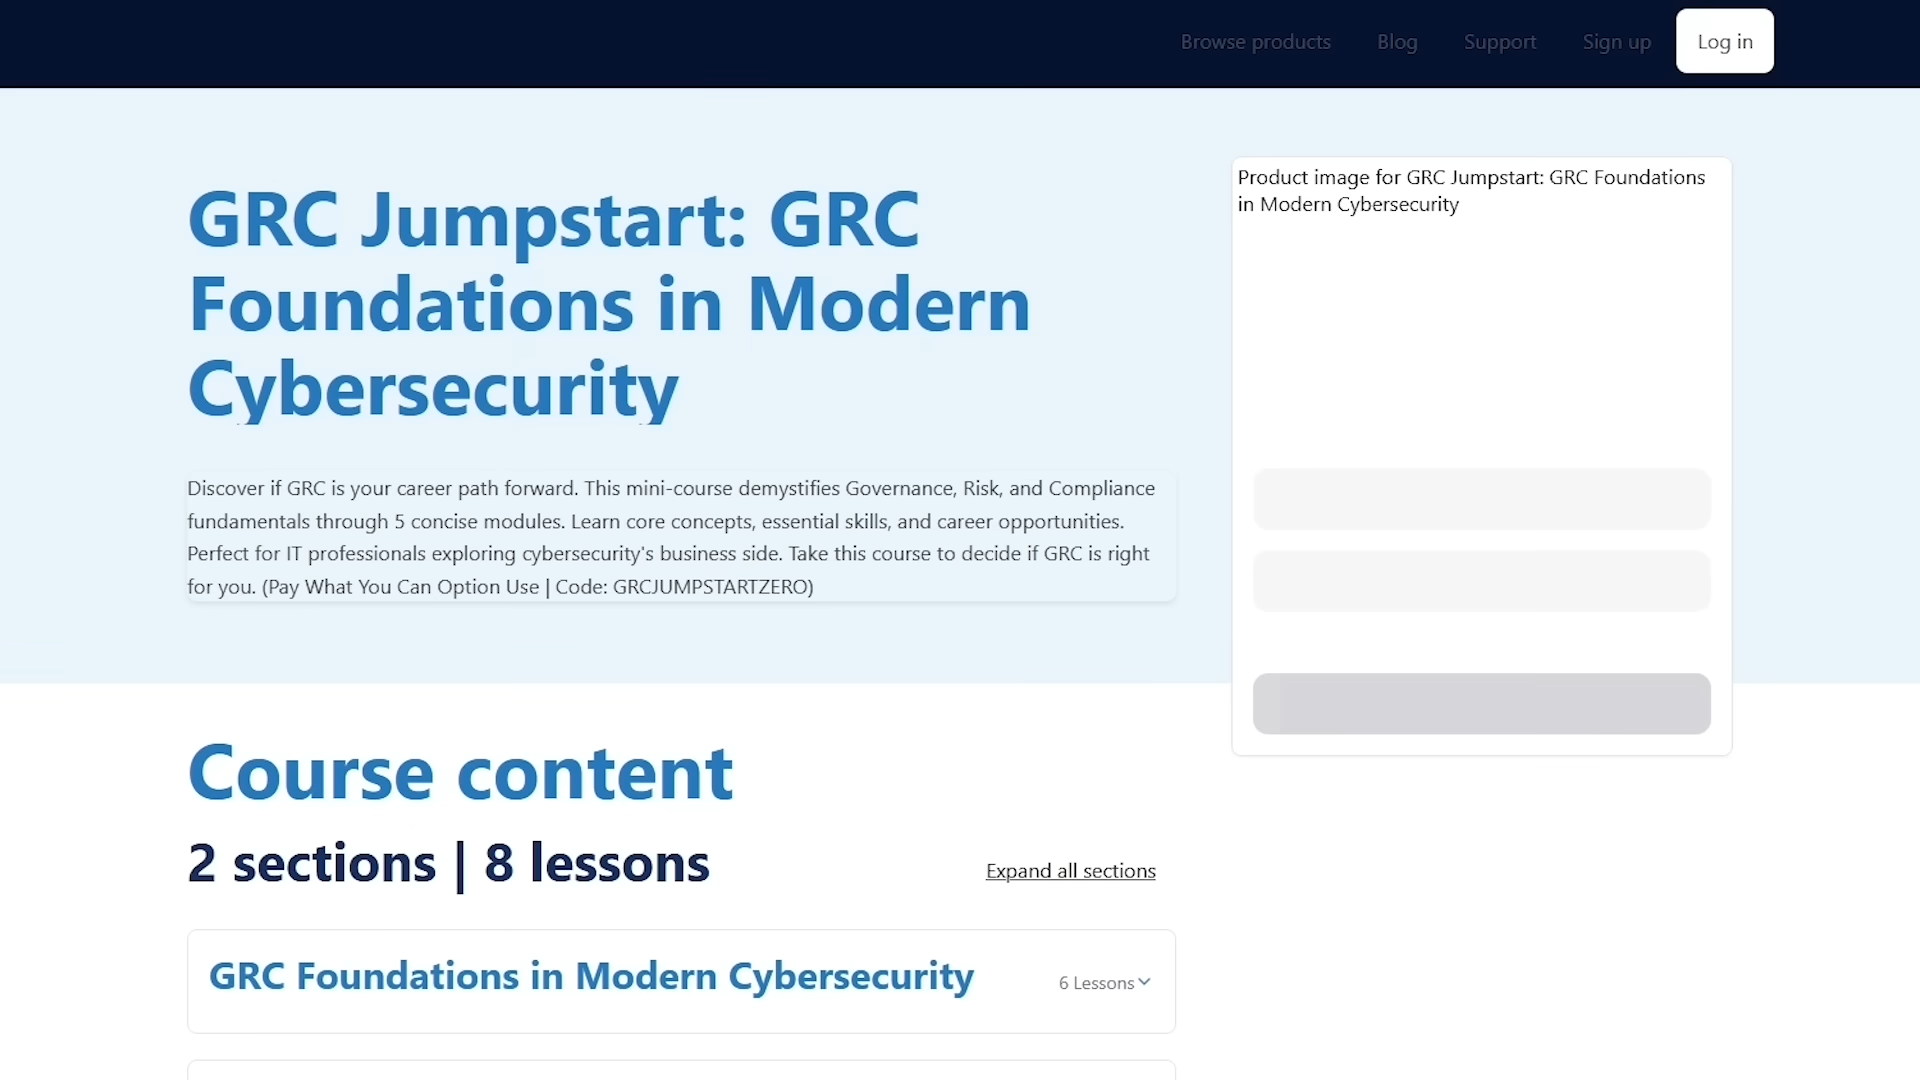 Browse products
Blog
Support
Sign up
Log in
GRC Jumpstart: GRC
Foundations in Modern
Cybersecurity
Discover if GRC is your career path forward. This mini-course demystifies Governance, Risk, and Compliance
fundamentals through 5 concise modules. Learn core concepts, essential skills, and career opportunities.
Perfect for IT professionals exploring cybersecurity's business side. Take this course to decide if GRC is right
for you. (Pay What You Can Option Use | Code: GRCJUMPSTARTZERO)
Product image for GRC Jumpstart: GRC Foundations
in Modern Cybersecurity
Course content
2 sections | 8 lessons
Expand all sections
GRC Foundations in Modern Cybersecurity
6 Lessons